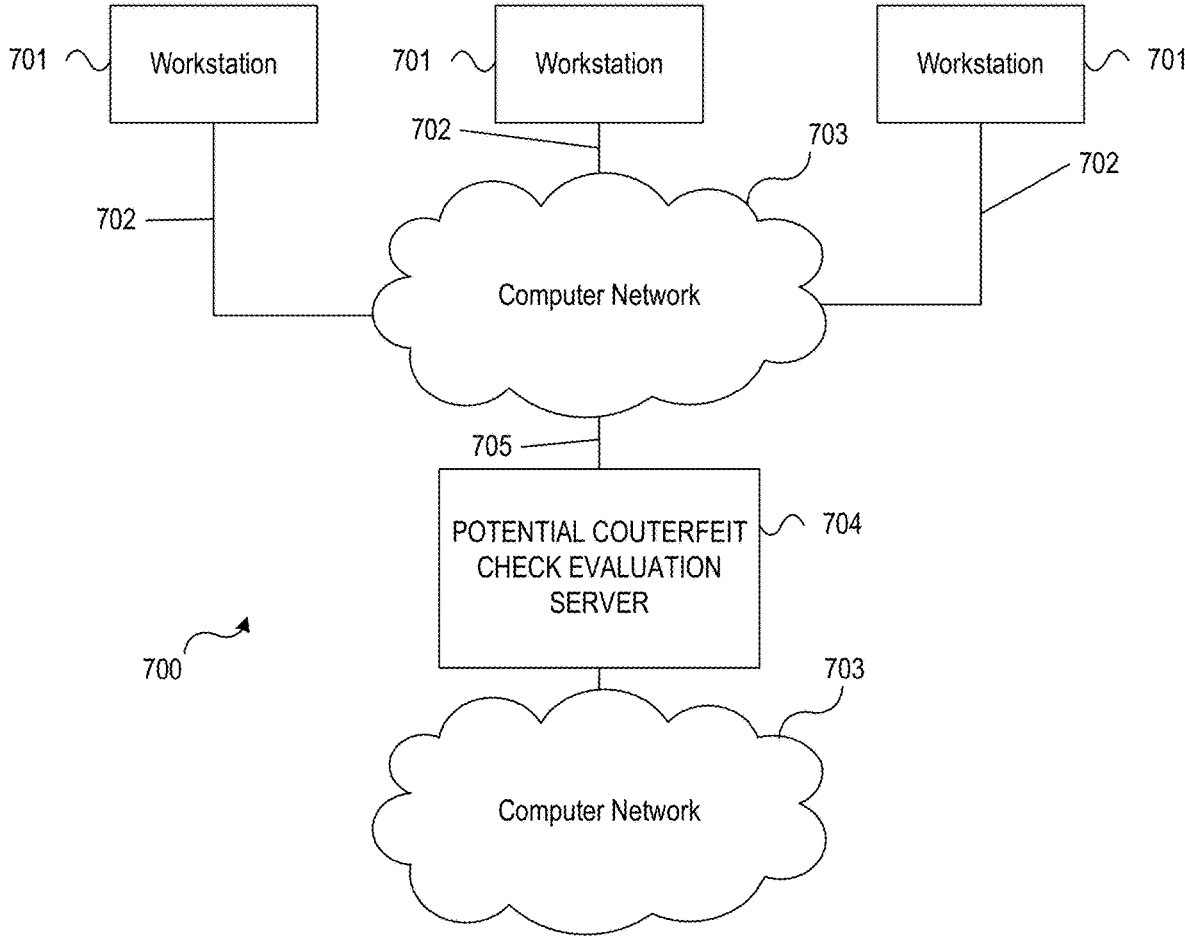 701
Workstation
701
Workstation
Workstation
701
702
703
702
702
Computer Network
705
POTENTIAL COUTERFEIT
CHECK EVALUATION
SERVER
704
700
703
Computer Network